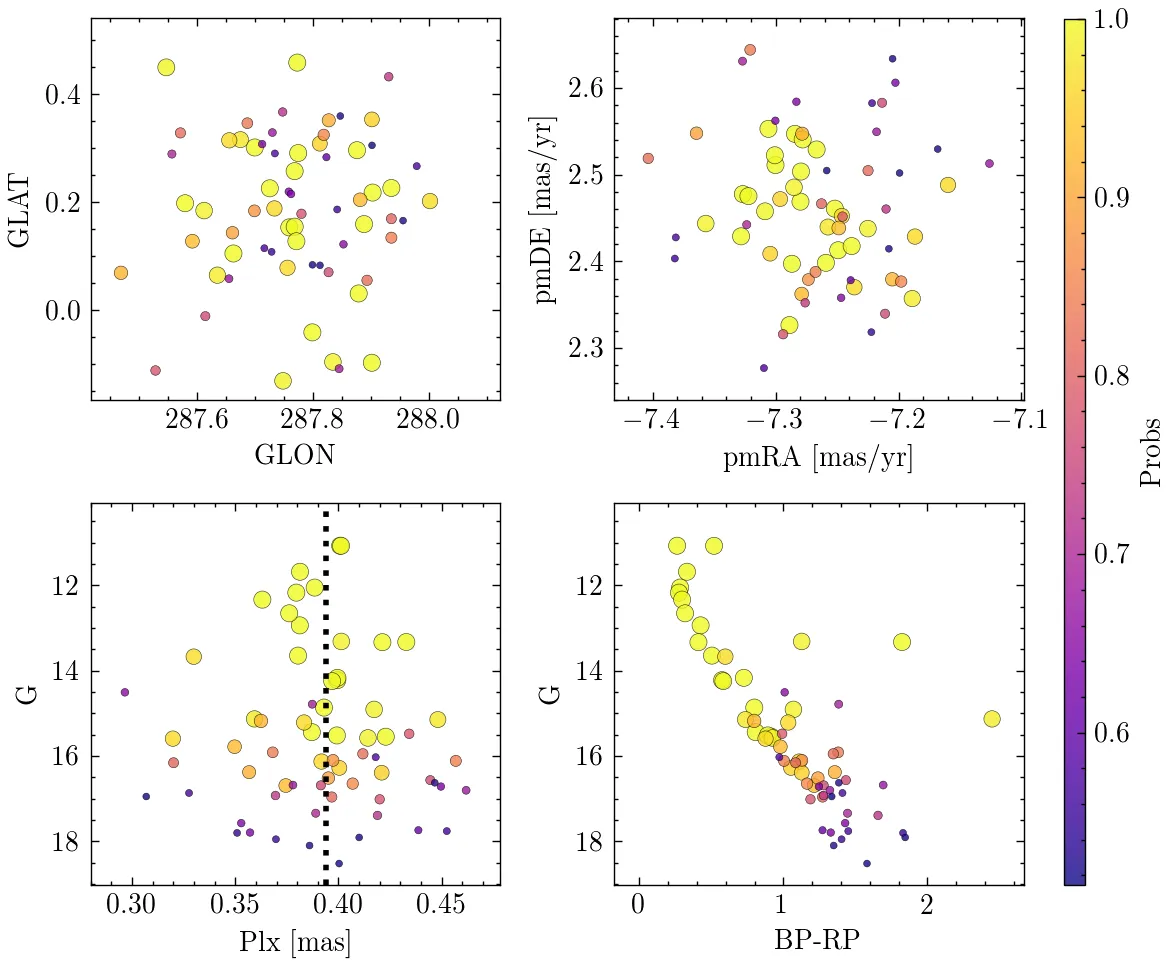 0.4
0.2
0.0
GLAT
287.6 287.8 288.0
GLON
2.6
2.5
2.4
2.3
pmDE [mas/yr]
−7.4 −7.3 −7.2 −7.1
pmRA [mas/yr]
12
14
16
18
G
0.30 0.35 0.40 0.45
Plx [mas]
12
14
16
18
G
0 1 2
BP-RP
1.0
0.9
0.8
0.7
0.6
Probs